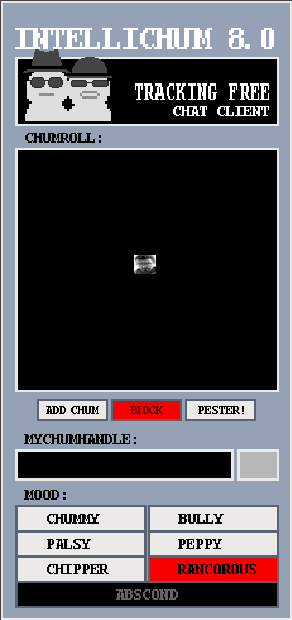 INTELLICHUM 8.0
TRACKING FREE
CHAT CLIENT
CHUMROLL:
ADD CHUM
BLOCK
PESTER!
MYCHUMHANDLE:
MOOD:
CHUMMY
BULLY
PALSY
PEPPY
CHIPPER
RANCOROUS
ABSCOND